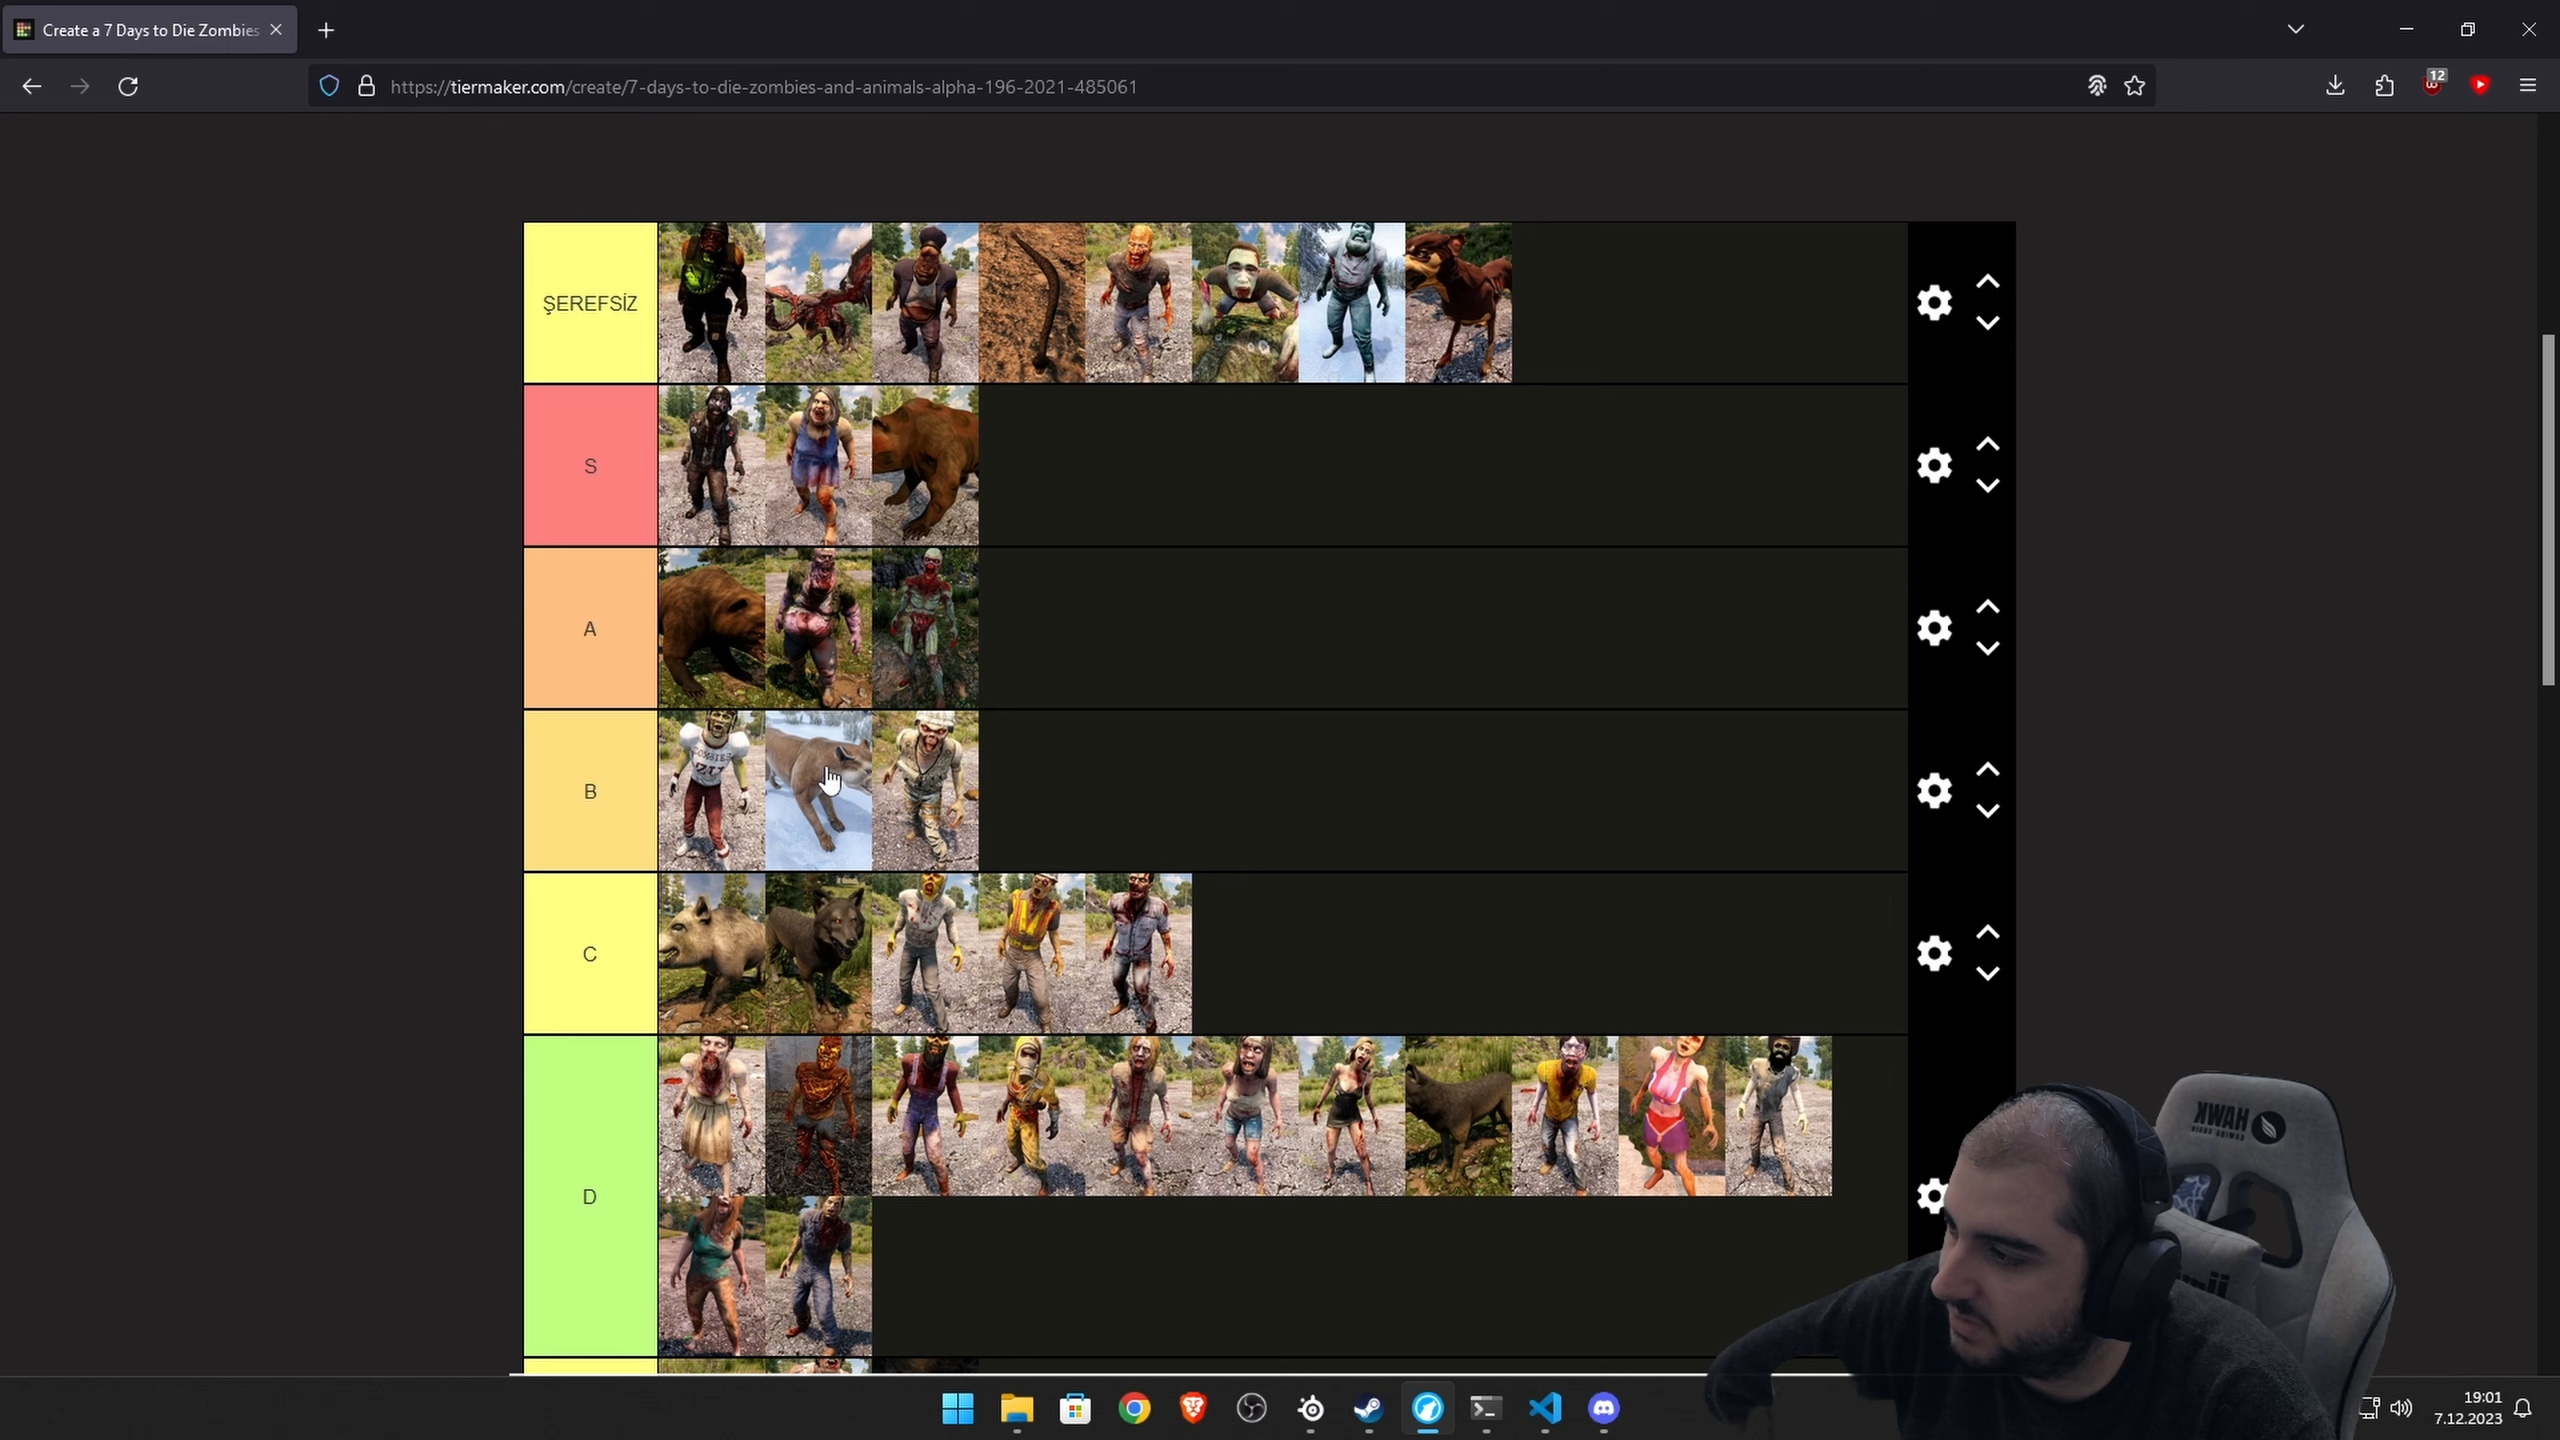 Create a 7 Days to Die Zombies
https://tiermaker.com/create/7-days-to-die-zombies-and-animals-alpha-196-2021-485061
12
ŞEREFSİZ
S
A
B
C
D
HAWK
19:01
7.12.2023